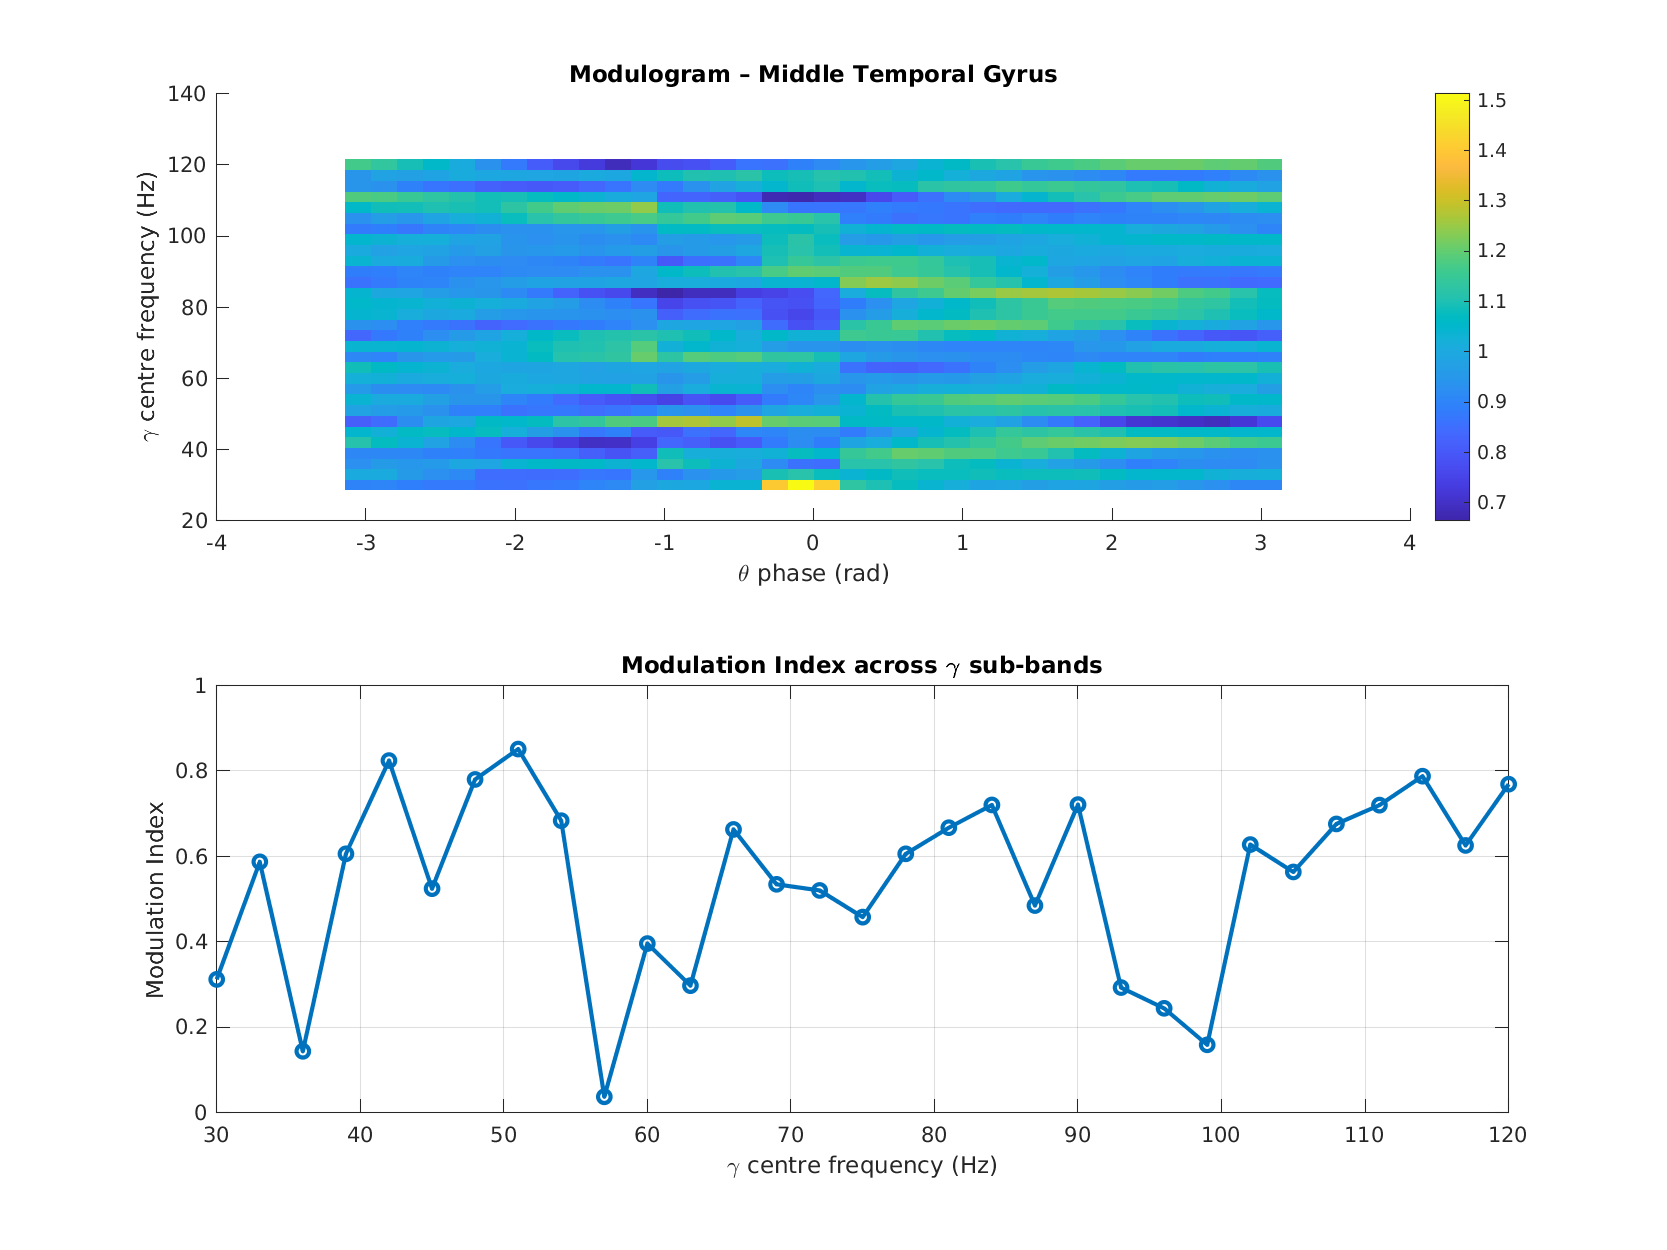 Modulogram – Middle Temporal Gyrus
140
120
100
80
60
40
20
γ centre frequency (Hz)
-4 -3 -2 -1 0 1 2 3 4
θ phase (rad)
1.5
1.4
1.3
1.2
1.1
1
0.9
0.8
0.7
Modulation Index across γ sub-bands
1
0.8
0.6
0.4
0.2
0
Modulation Index
30 40 50 60 70 80 90 100 110 120
γ centre frequency (Hz)